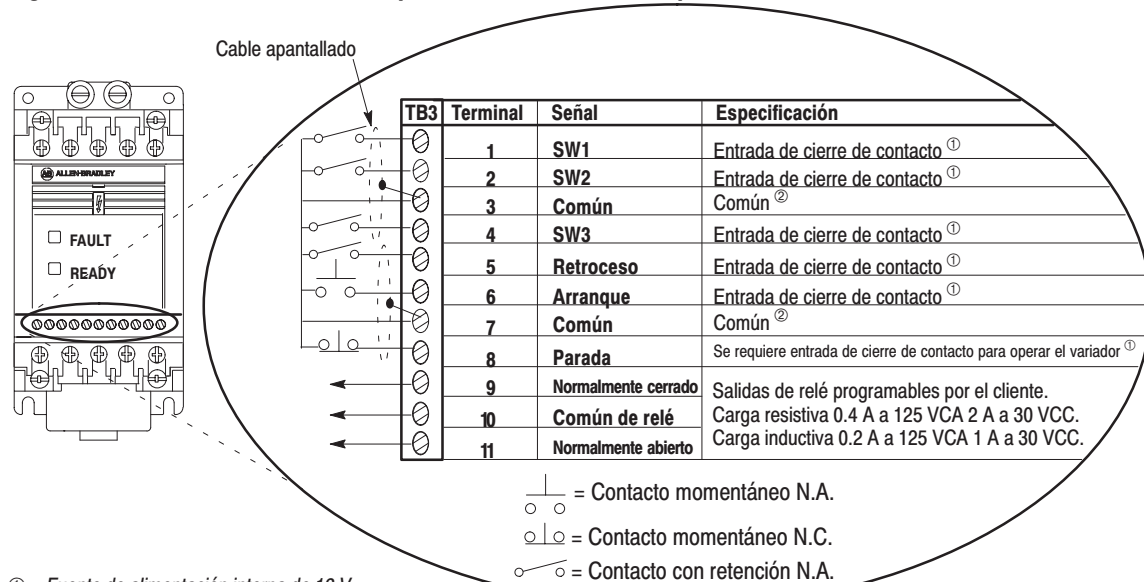 Cable apantallado
TB3 Terminal Señal Especificación
1 SW1 Entrada de cierre de contacto ①
2 SW2 Entrada de cierre de contacto ①
3 Común Común ②
4 SW3 Entrada de cierre de contacto ①
5 Retroceso Entrada de cierre de contacto ①
6 Arranque Entrada de cierre de contacto ①
7 Común Común ②
8 Parada Se requiere entrada de cierre de contacto para operar el variador ①
9 Normalmente cerrado
10 Común de relé
11 Normalmente abierto
Salidas de relé programables por el cliente.
Carga resistiva 0.4 A a 125 VCA 2 A a 30 VCC.
Carga inductiva 0.2 A a 125 VCA 1 A a 30 VCC.
AB ALLEN-BRADLEY
FAULT
READY
= Contacto momentáneo N.A.
= Contacto momentáneo N.C.
= Contacto con retención N.A.